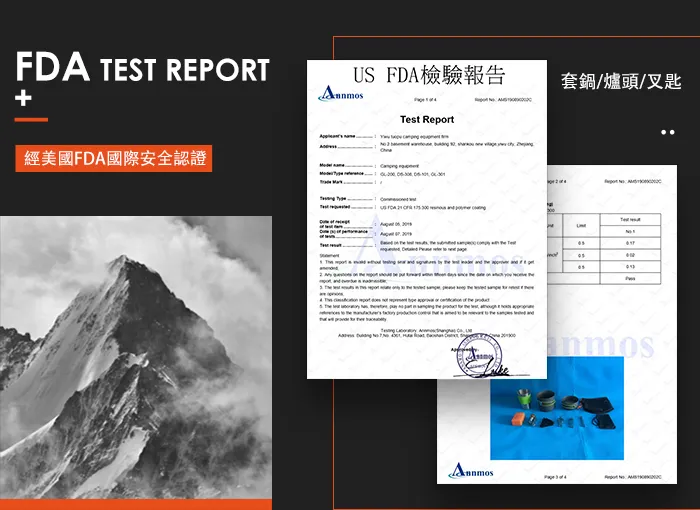 FDA TEST REPORT
+
經美國FDA國際安全認證
套鍋/爐頭/叉匙
US FDA檢驗報告
Annmos
Page 1 of 4
Report No.: AMS190890202C
Test Report
Applicant's name
Yiwu tuopu camping equipment firm
Address
No.2 basement warehouse, building 92, shankou new village,yiwu city, Zhejiang, China
Model name
Camping equipment
Model/Type reference
GL-200, DS-308, DS-101, GL-301
Trade Mark
/
Testing Type
Commissioned test
Test requested
US FDA 21 CFR 175.300 resinous and polymer coating
Date of receipt of test item
August 05, 2019
Date (s) of performance of tests
August 07, 2019
Test result
Based on the test results, the submitted sample(s) comply with the Test requested, Detailed Please refer to next page
Statement
1. This report is invalid without testing seal and signatures by the test leader and the approve and if it get amended;
2. Any questions on the report should be put forward within fifteen days since the date on which you receive the report, and overdue is inadmissible;
3. The test results in this report relate only to the tested sample, please keep the tested sample for retest if there are opinions;
4. This classification report does not represent type approval or certification of the product
5. The test laboratory has, therefore, play no part in sampling the product for the test, although it holds appropriate references to the manufacturer's factory production control that is aimed to be relevant to the samples tested and that will provide for their traceability.
Testing Laboratory: Annmos(Shanghai) Co., Ltd
Address: Building No.7,No. 4301, Hutai Road, Baoshan District, Shanghai, China 201900
Approved by
Page 2 of 4
Report No.: AMS190890202C
Test result
Limit
No.1
0.5
0.17
0.5
0.02
0.5
0.13
Pass
Annmos
Page 3 of 4
Report No.: AMS190890202C